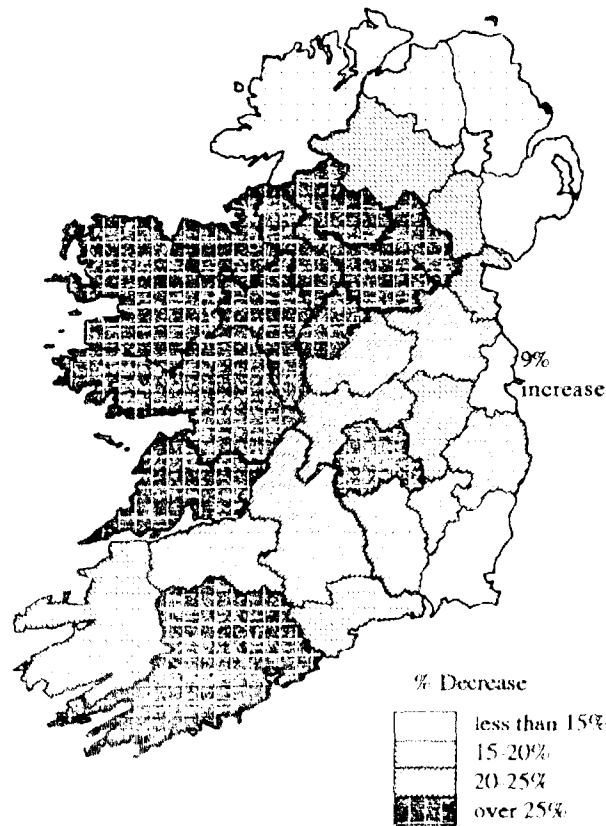 9%
increase
% Decrease
less than 15%
15-20%
20-25%
over 25%